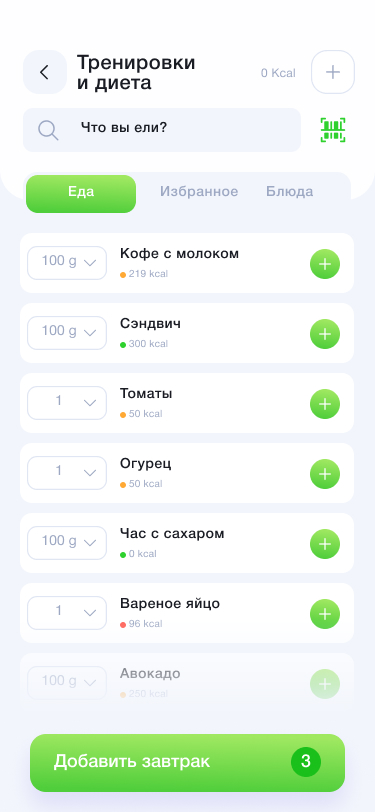 Тренировки
и диета
0 Kcal
Что вы ели?
Еда Избранное Блюда
100 g
Кофе с молоком
219 kcal
100 g
Сэндвич
300 kcal
1
Томаты
50 kcal
1
Огурец
50 kcal
100 g
Час с сахаром
0 kcal
1
Вареное яйцо
96 kcal
100 g
Авокадо
250 kcal
Добавить завтрак 3